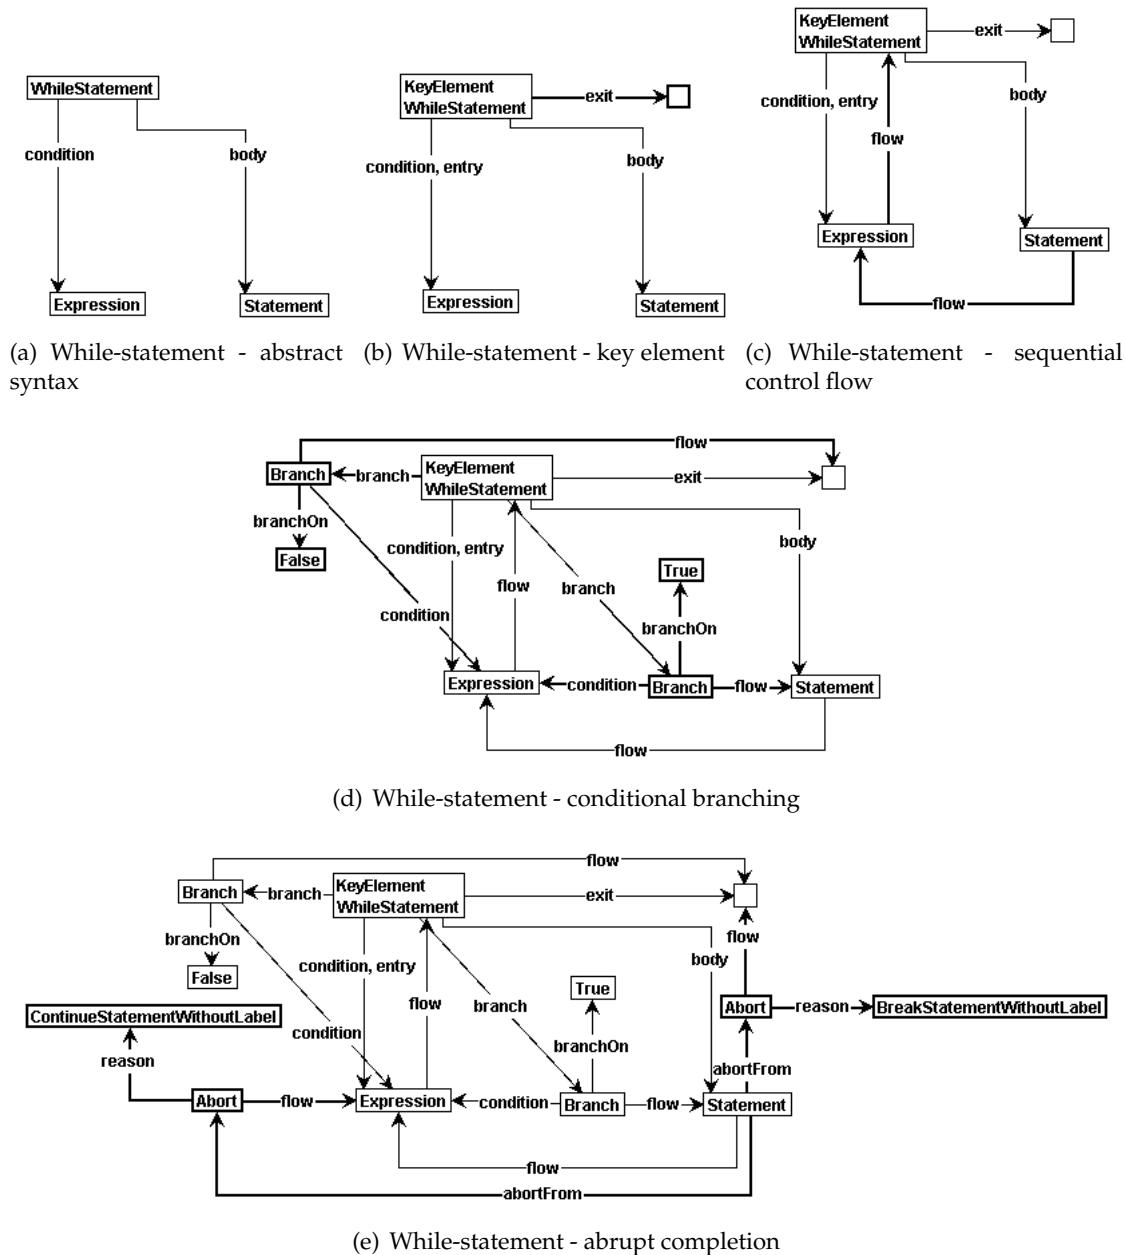 WhileStatement
condition
body
Expression
Statement
KeyElement
WhileStatement
exit
condition, entry
body
Expression
Statement
KeyElement
WhileStatement
exit
condition, entry
body
flow
Expression
Statement
flow
(a) While-statement - abstract
syntax
(b) While-statement - key element
(c) While-statement - sequential
control flow
flow
Branch
branch
KeyElement
WhileStatement
exit
branchOn
False
condition, entry
body
flow
branch
True
condition
branchOn
Expression
condition
Branch
flow
Statement
flow
(d) While-statement - conditional branching
flow
Branch
branch
KeyElement
WhileStatement
exit
branchOn
flow
body
False
condition, entry
True
flow
branch
Abort
reason
BreakStatementWithoutLabel
ContinueStatementWithoutLabel
condition
branchOn
reason
abortFrom
Abort
flow
Expression
condition
Branch
flow
Statement
flow
abortFrom
(e) While-statement - abrupt completion